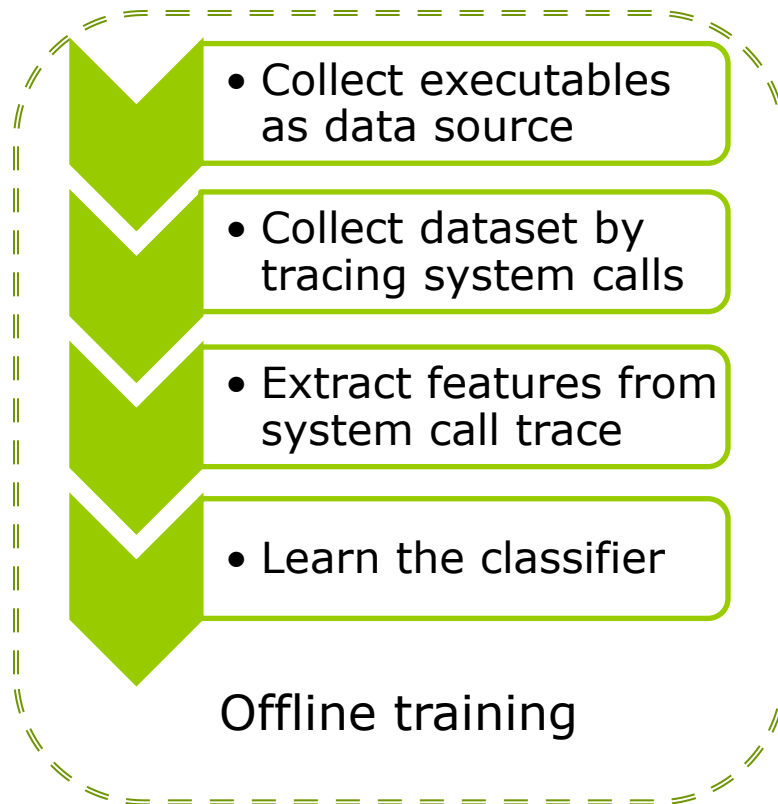 • Collect executables
as data source
• Collect dataset by
tracing system calls
• Extract features from
system call trace
• Learn the classifier
Offline training